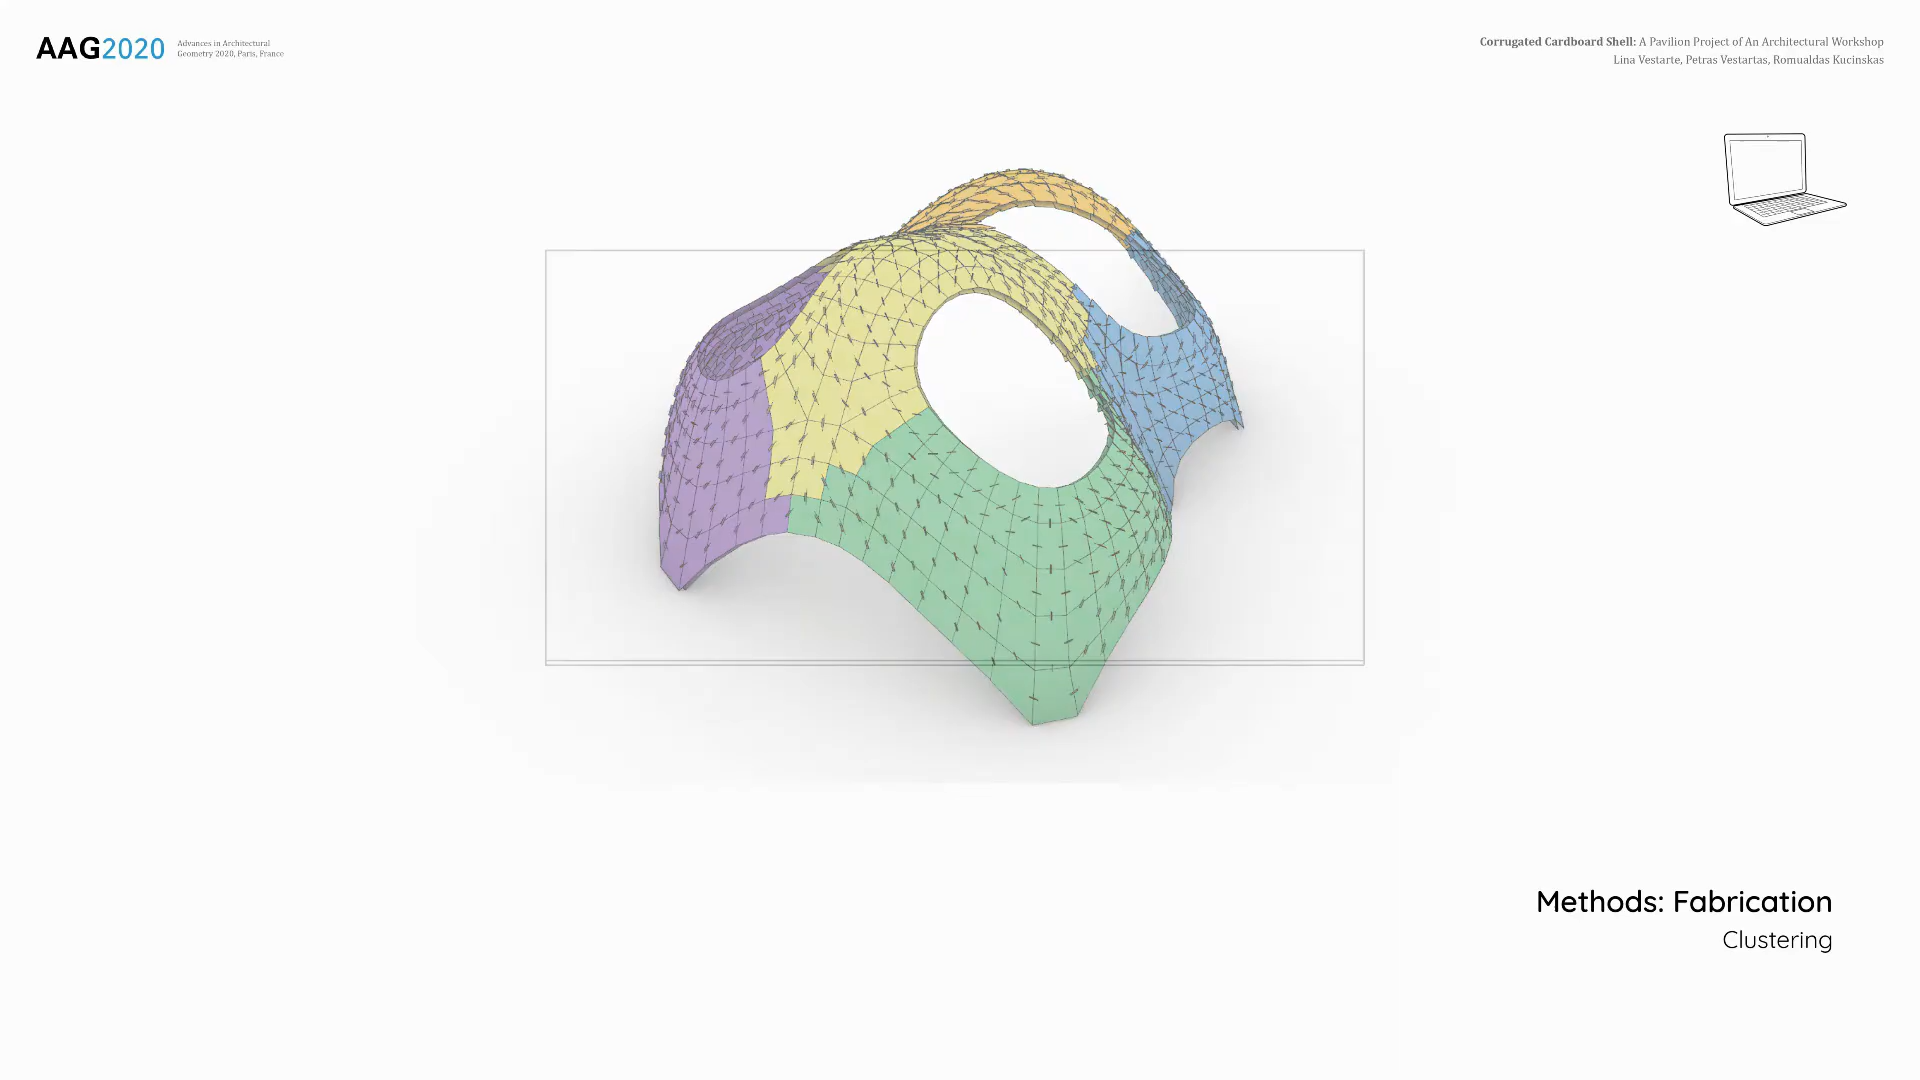 AAG2020
Advances in Architectural
Geometry 2020, Paris, France
Corrugated Cardboard Shell: A Pavilion Project of An Architectural Workshop
Lina Vestarte, Petras Vestartas, Romualdas Kucinskas
Methods: Fabrication
Clustering